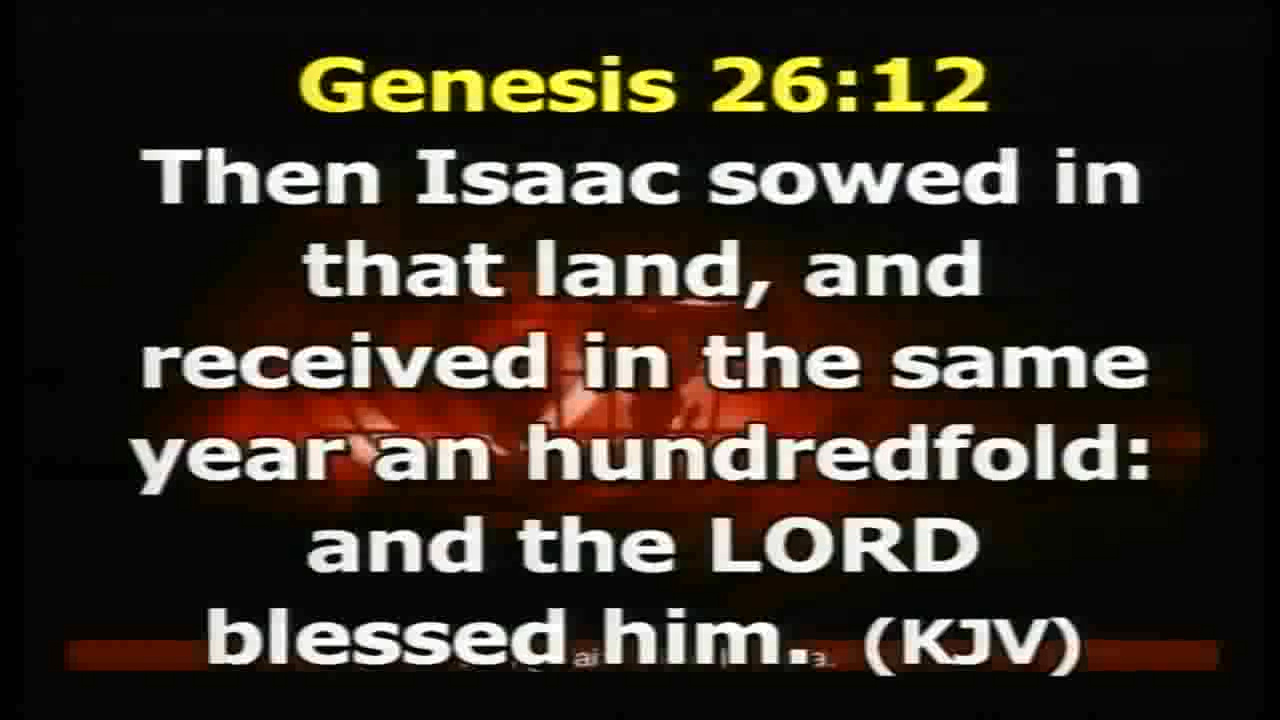 Genesis 26:12
Then Isaac sowed in
that land, and
received in the same
year an hundredfold:
and the LORD
blessed him. (KJV)